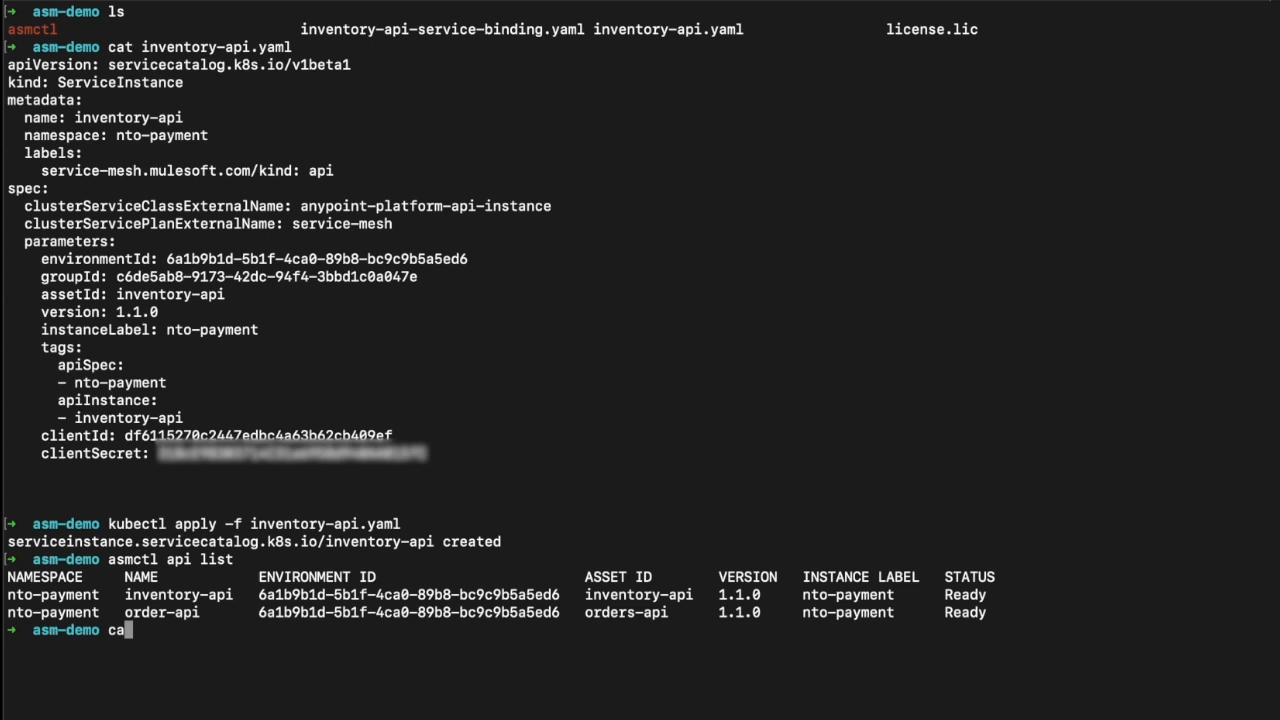 [→ asm-demo ls
asmctl inventory-api-service-binding.yaml inventory-api.yaml license.lic
[→ asm-demo cat inventory-api.yaml
apiVersion: servicecatalog.k8s.io/v1beta1
kind: ServiceInstance
metadata:
  name: inventory-api
  namespace: nto-payment
  labels:
    service-mesh.mulesoft.com/kind: api
spec:
  clusterServiceClassExternalName: anypoint-platform-api-instance
  clusterServicePlanExternalName: service-mesh
  parameters:
    environmentId: 6a1b9b1d-5b1f-4ca0-89b8-bc9c9b5a5ed6
    groupId: c6de5ab8-9173-42dc-94f4-3bbd1c0a047e
    assetId: inventory-api
    version: 1.1.0
    instanceLabel: nto-payment
    tags:
      apiSpec:
      - nto-payment
      apiInstance:
      - inventory-api
    clientId: df6115270c2447edbc4a63b62cb409ef
    clientSecret:
[→ asm-demo kubectl apply -f inventory-api.yaml
serviceinstance.servicecatalog.k8s.io/inventory-api created
[→ asm-demo asmctl api list
NAMESPACE NAME ENVIRONMENT ID ASSET ID VERSION INSTANCE LABEL STATUS
nto-payment inventory-api 6a1b9b1d-5b1f-4ca0-89b8-bc9c9b5a5ed6 inventory-api 1.1.0 nto-payment Ready
nto-payment order-api 6a1b9b1d-5b1f-4ca0-89b8-bc9c9b5a5ed6 orders-api 1.1.0 nto-payment Ready
→ asm-demo ca